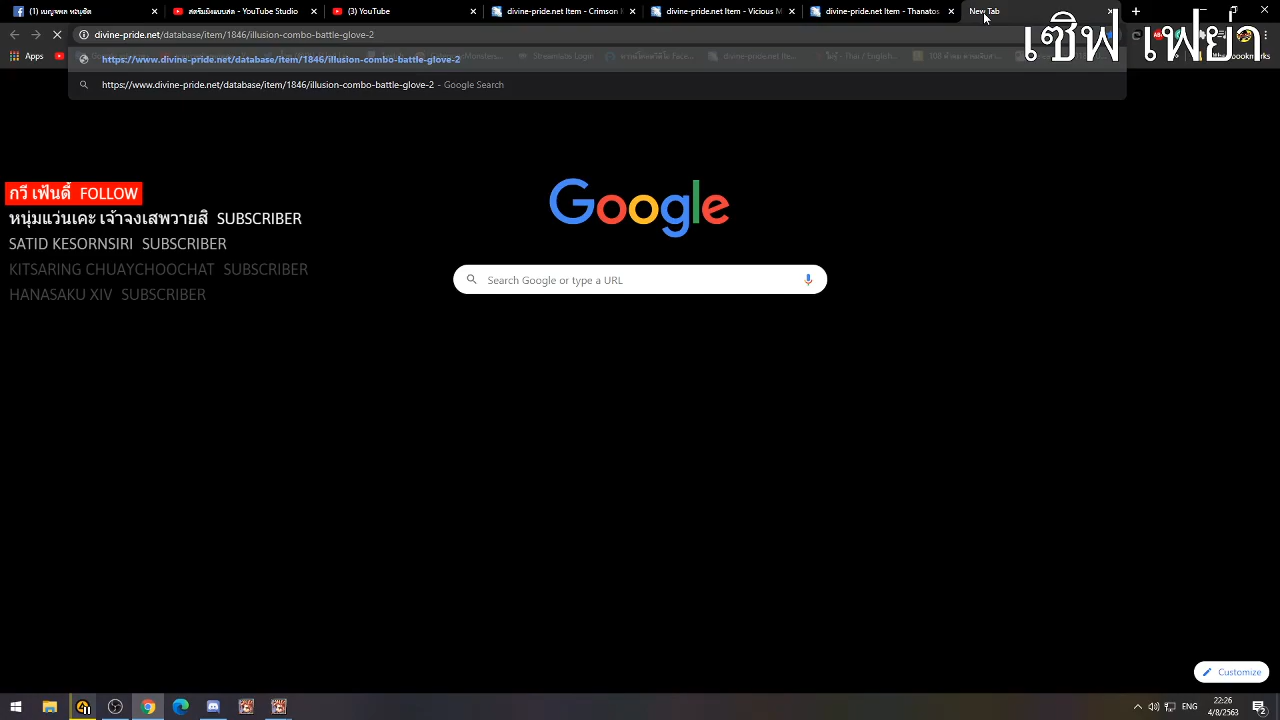 (1) เมญูหลด หมุเตีด
สตรีมมิ่งแบบสด - YouTube Studio
(3) YouTube
divine-pride.net Item - Crimson
divine-pride.net Item - Vicious M
divine-pride.net Item - Thanatos
New Tab
divine-pride.net/database/item/1846/illusion-combo-battle-glove-2
เซิฟ เฟย่า
Apps
https://www.divine-pride.net/database/item/1846/illusion-combo-battle-glove-2
https://www.divine-pride.net/database/item/1846/illusion-combo-battle-glove-2 - Google Search
กวี เฟ้นดี้ FOLLOW
หนุ่มแว่นเคะ เจ้าจงเสพวายสิ SUBSCRIBER
SATID KESORNSIRI SUBSCRIBER
KITSARING CHUAYCHOOCHAT SUBSCRIBER
HANASAKU XIV SUBSCRIBER
Google
Search Google or type a URL
Customize
ENG
22:26
4/8/2563